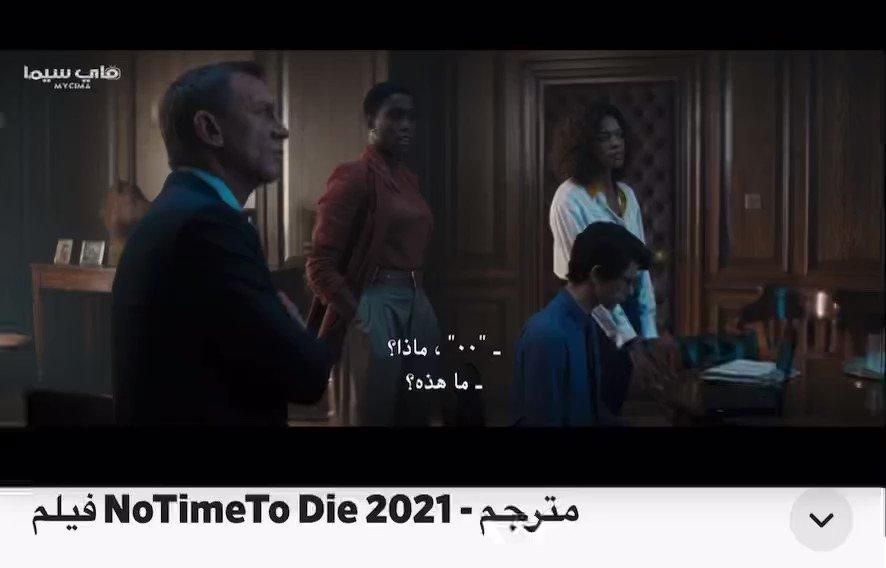 ماي سيما
MYCIMA
ـ "٠٠" ، ماذا؟
ـ ما هذه؟
فيلم NoTimeTo Die 2021 - مترجم